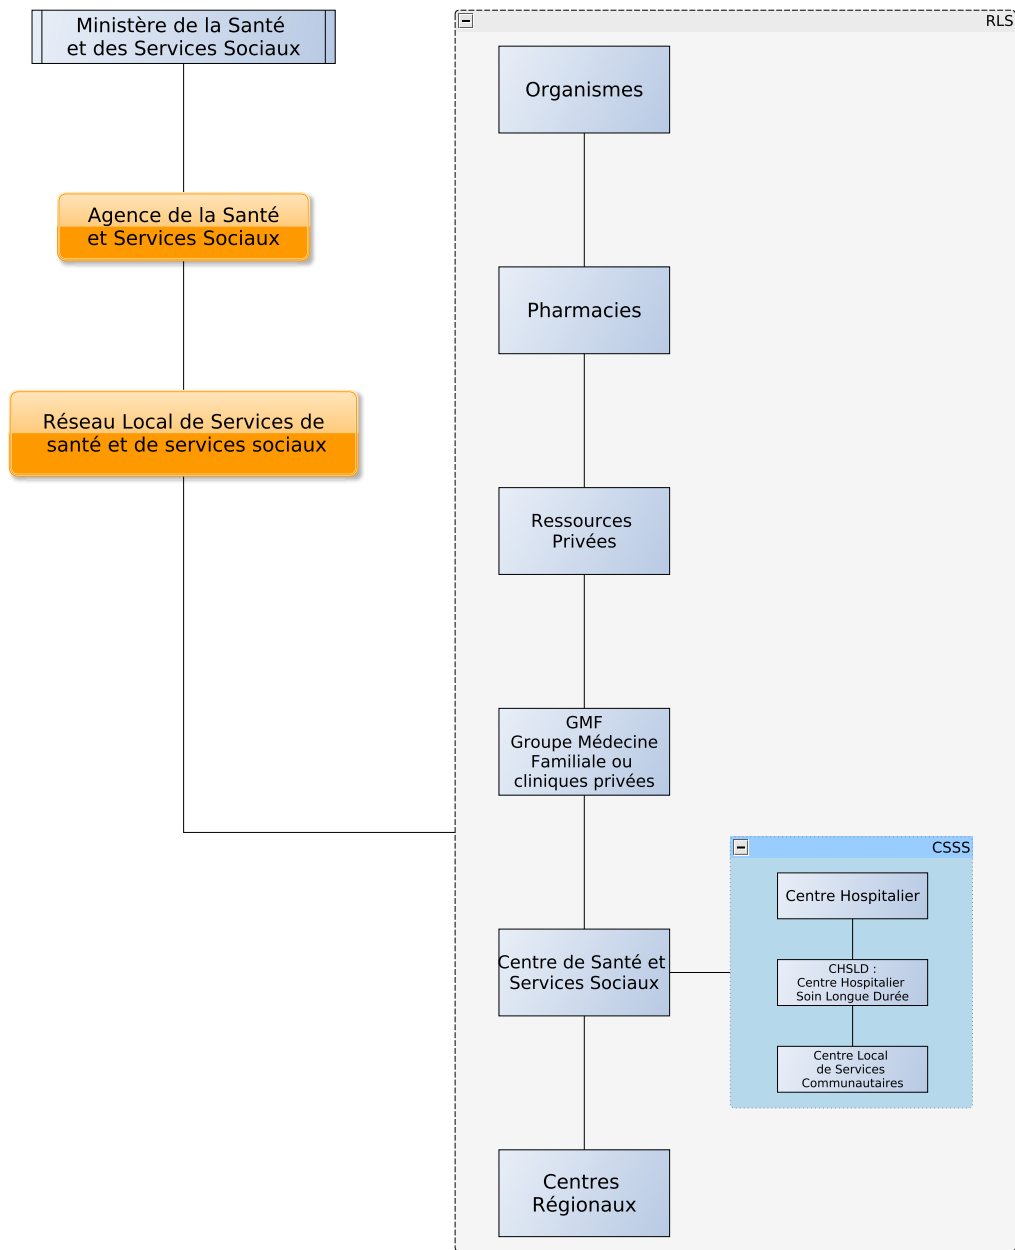 Ministère de la Santé
et des Services Sociaux
Agence de la Santé
et Services Sociaux
Réseau Local de Services de
santé et de services sociaux
RLS
Organismes
Pharmacies
Ressources
Privées
GMF
Groupe Médecine
Familiale ou
cliniques privées
Centre de Santé et
Services Sociaux
CSSS
Centre Hospitalier
CHSLD :
Centre Hospitalier
Soin Longue Durée
Centre Local
de Services
Communautaires
Centres
Régionaux